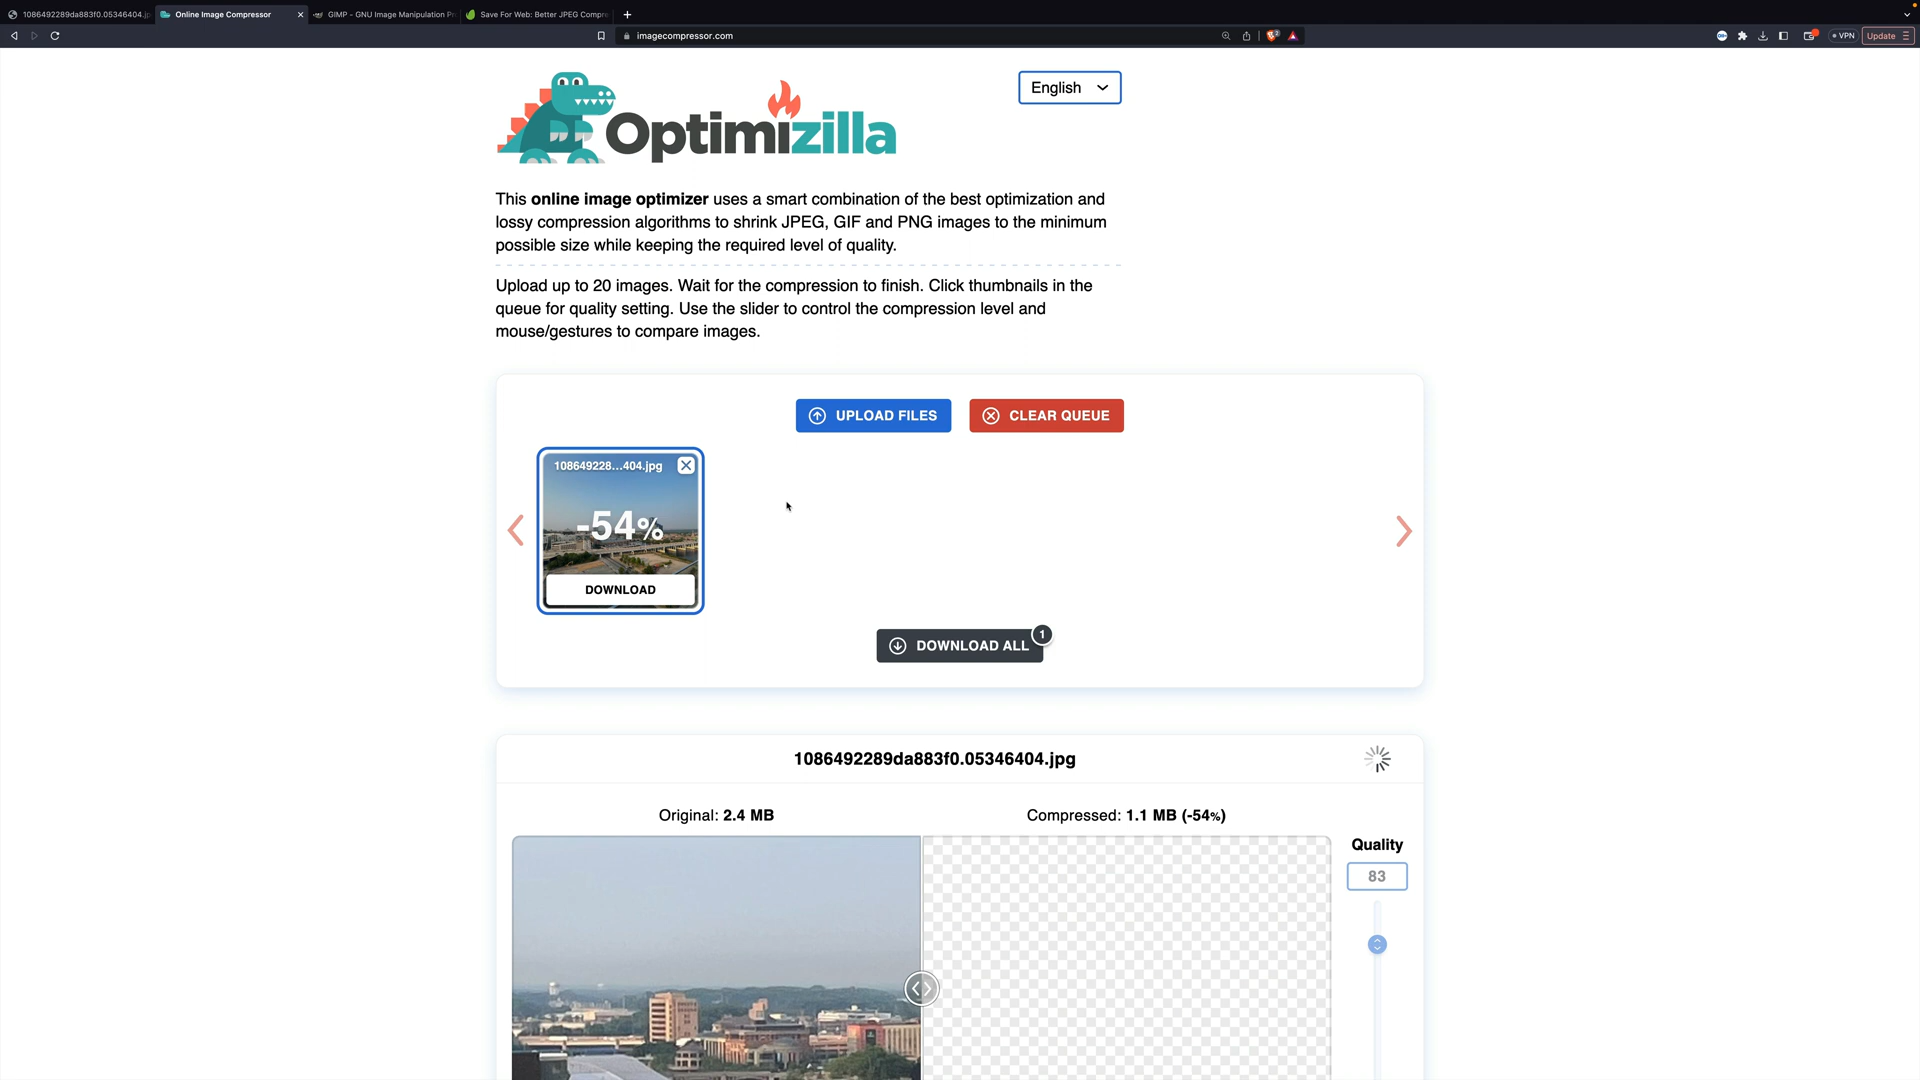 1086492289da883f0.05346404.jp
Online Image Compressor
GIMP - GNU Image Manipulation Pr
Save For Web: Better JPEG Compre
imagecompressor.com
VPN
Update
Optimizilla
English
This online image optimizer uses a smart combination of the best optimization and
lossy compression algorithms to shrink JPEG, GIF and PNG images to the minimum
possible size while keeping the required level of quality.
Upload up to 20 images. Wait for the compression to finish. Click thumbnails in the
queue for quality setting. Use the slider to control the compression level and
mouse/gestures to compare images.
UPLOAD FILES
CLEAR QUEUE
108649228...404.jpg
-54%
DOWNLOAD
DOWNLOAD ALL
1
1086492289da883f0.05346404.jpg
Original: 2.4 MB
Compressed: 1.1 MB (-54%)
Quality
83